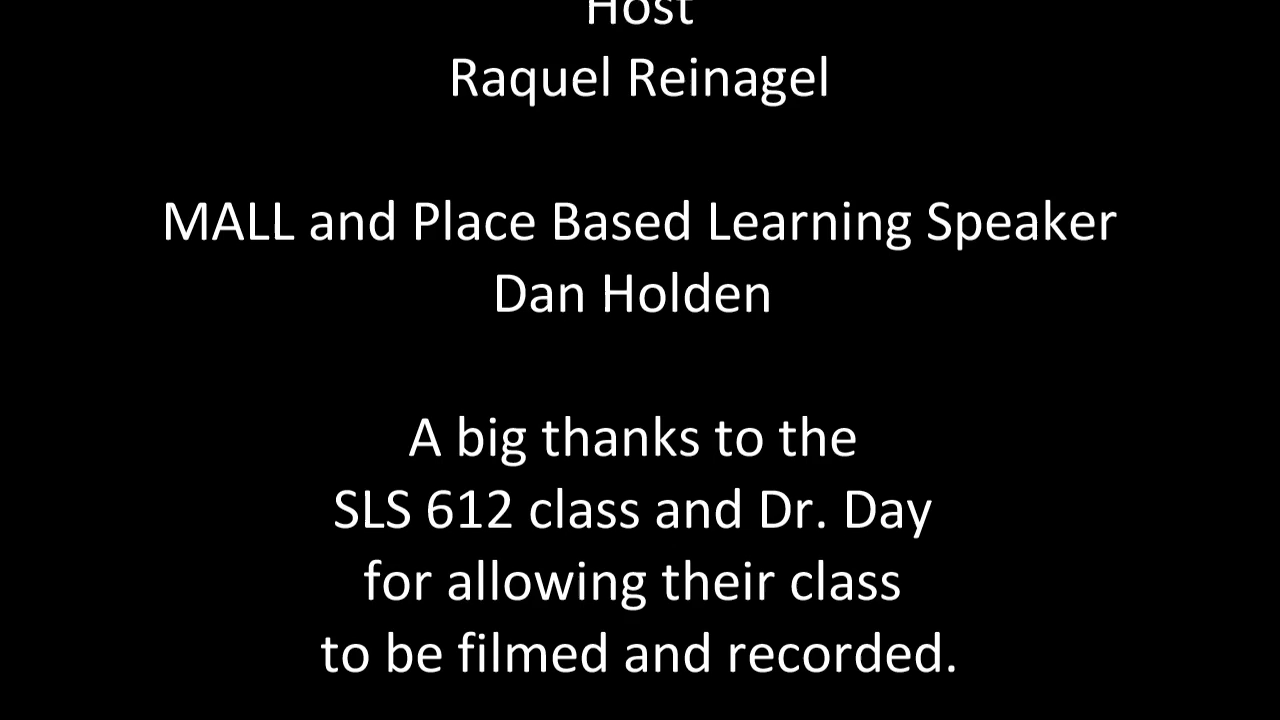 Host
Raquel Reinagel
MALL and Place Based Learning Speaker
Dan Holden
A big thanks to the
SLS 612 class and Dr. Day
for allowing their class
to be filmed and recorded.